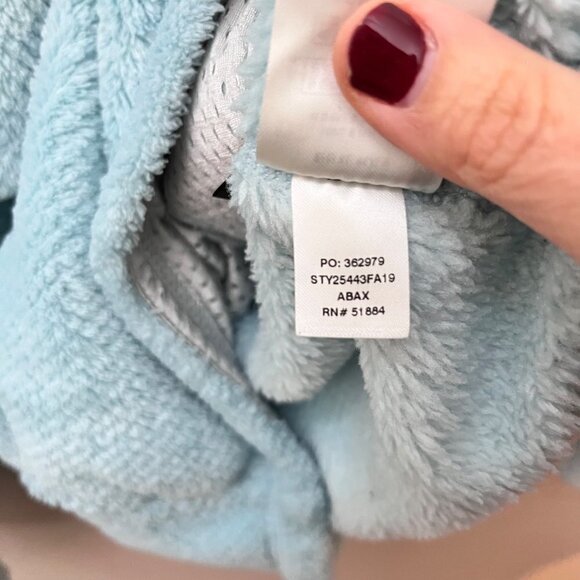 PO: 362979
STY25443FA19
ABAX
RN# 51884